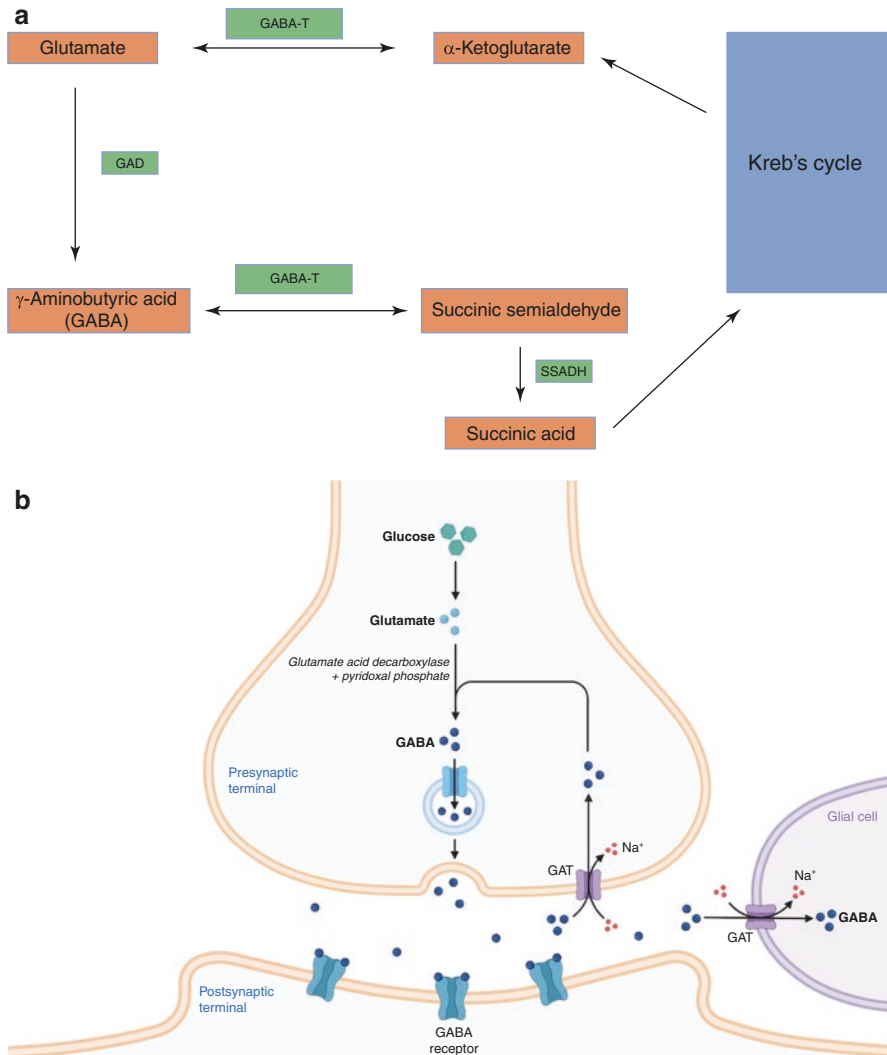 a
GABA-T
Glutamate
α-Ketoglutarate
Kreb's cycle
GAD
γ-Aminobutyric acid
(GABA)
GABA-T
Succinic semialdehyde
SSADH
Succinic acid
b
Glucose
Glutamate
Glutamate acid decarboxylase
+ pyridoxal phosphate
GABA
Presynaptic
terminal
Glial cell
GAT
Na⁺
Na⁺
GABA
GAT
Postsynaptic
terminal
GABA
receptor